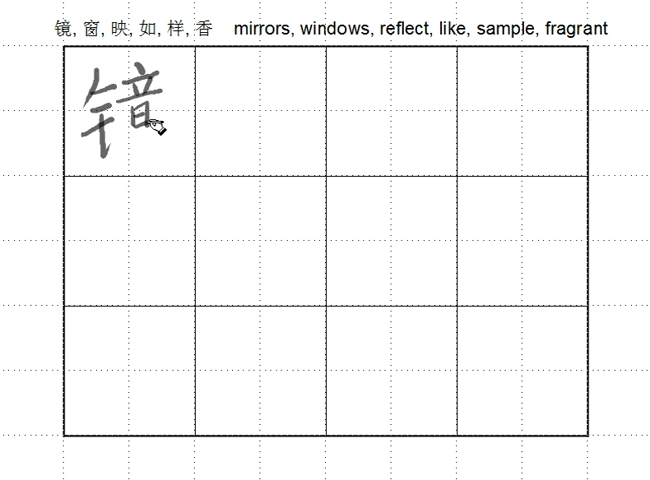 镜, 窗, 映, 如, 样, 香 mirrors, windows, reflect, like, sample, fragrant